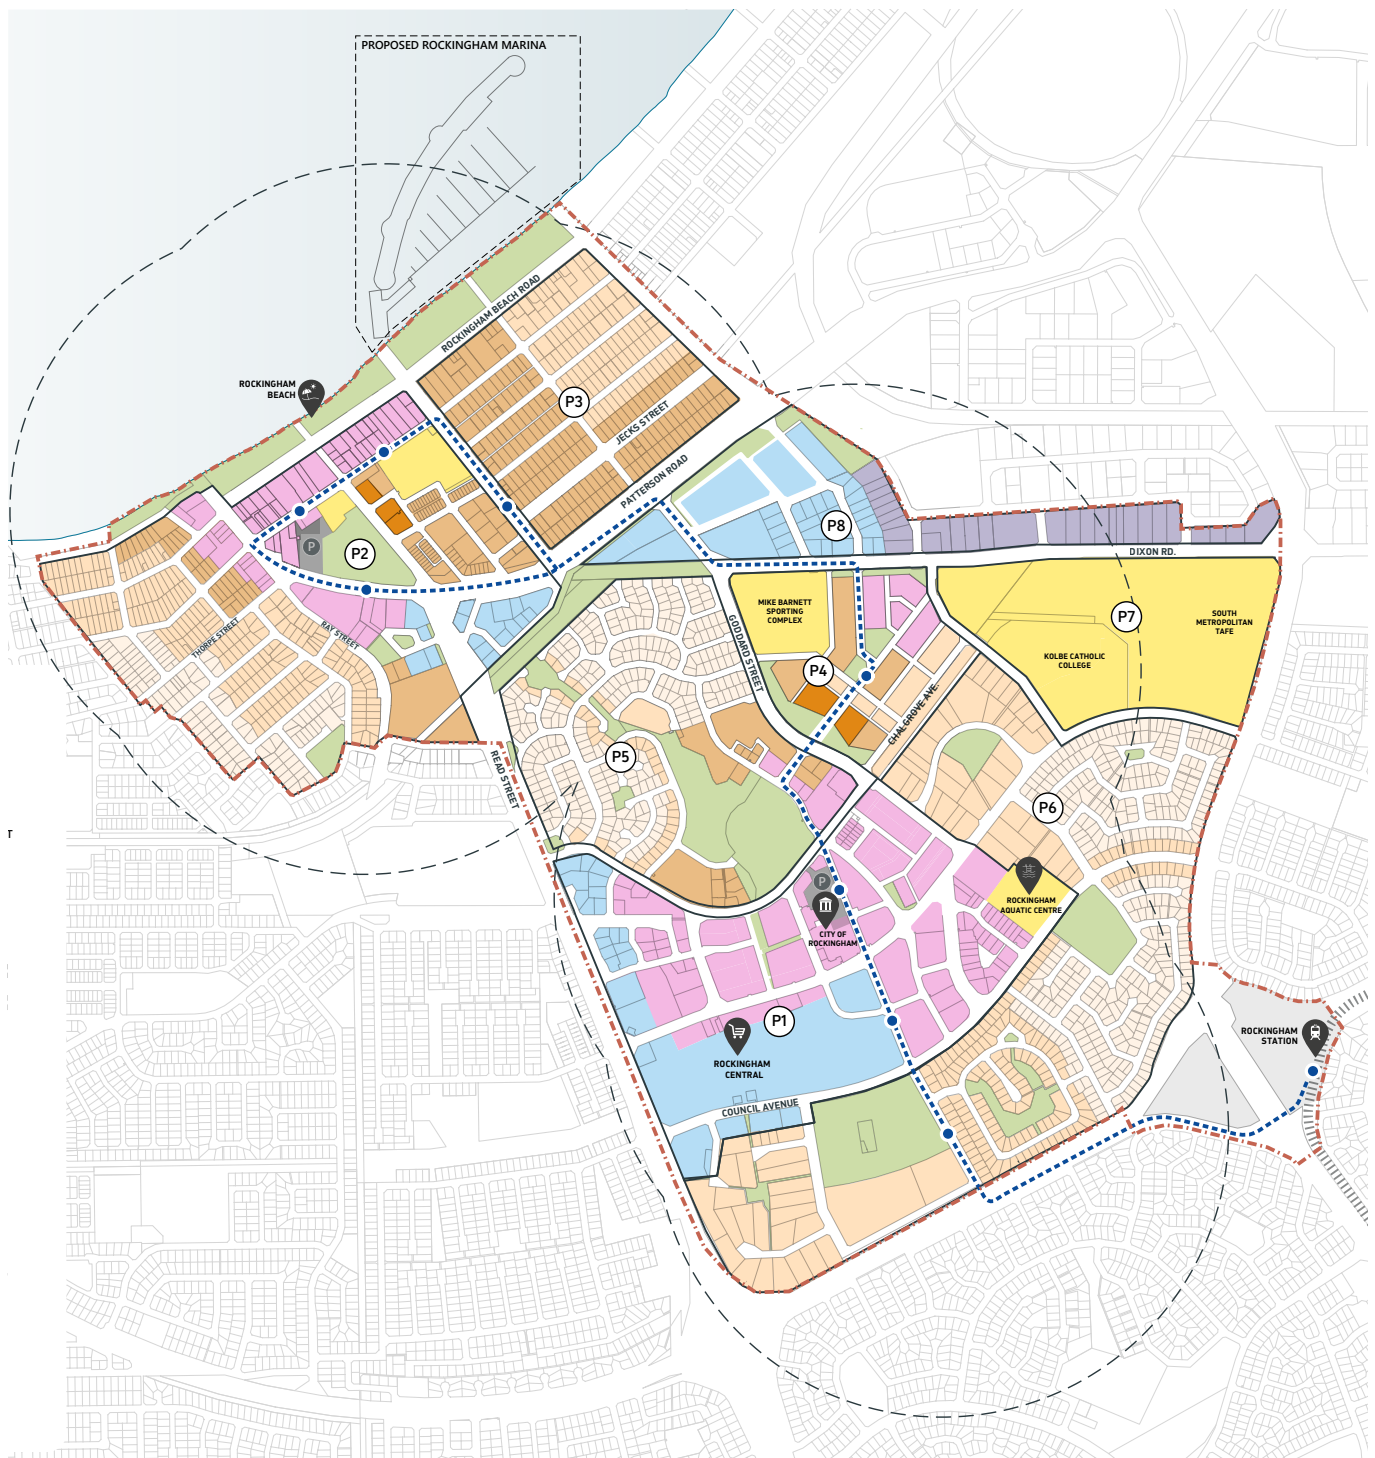 PROPOSED ROCKINGHAM MARINA
ROCKINGHAM BEACH ROAD
ROCKINGHAM
BEACH
P3
JECKS STREET
PATTERSON ROAD
P8
P
P2
DIXON RD.
MIKE BARNETT
SPORTING
COMPLEX
P7
SOUTH
METROPOLITAN
TAFE
THORPE STREET
RAY STREET
GODDARD STREET
KOLBE CATHOLIC
COLLEGE
P4
CHALGROVE AVE.
P5
READ STREET
P6
T
P
ROCKINGHAM
AQUATIC CENTRE
CITY OF
ROCKINGHAM
P1
ROCKINGHAM
STATION
ROCKINGHAM
CENTRAL
COUNCIL AVENUE